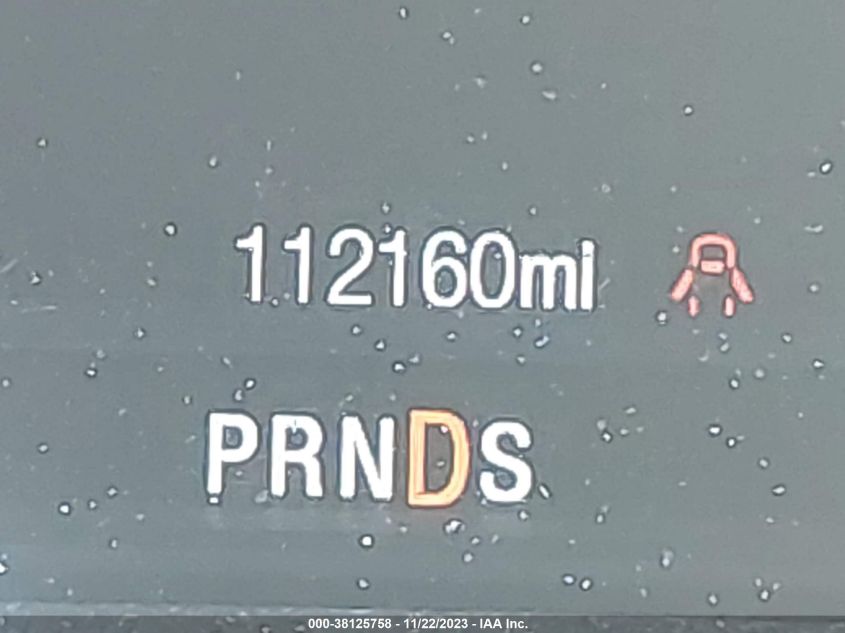 112160mi
PRNDS
000-38125758 - 11/22/2023 - IAA Inc.